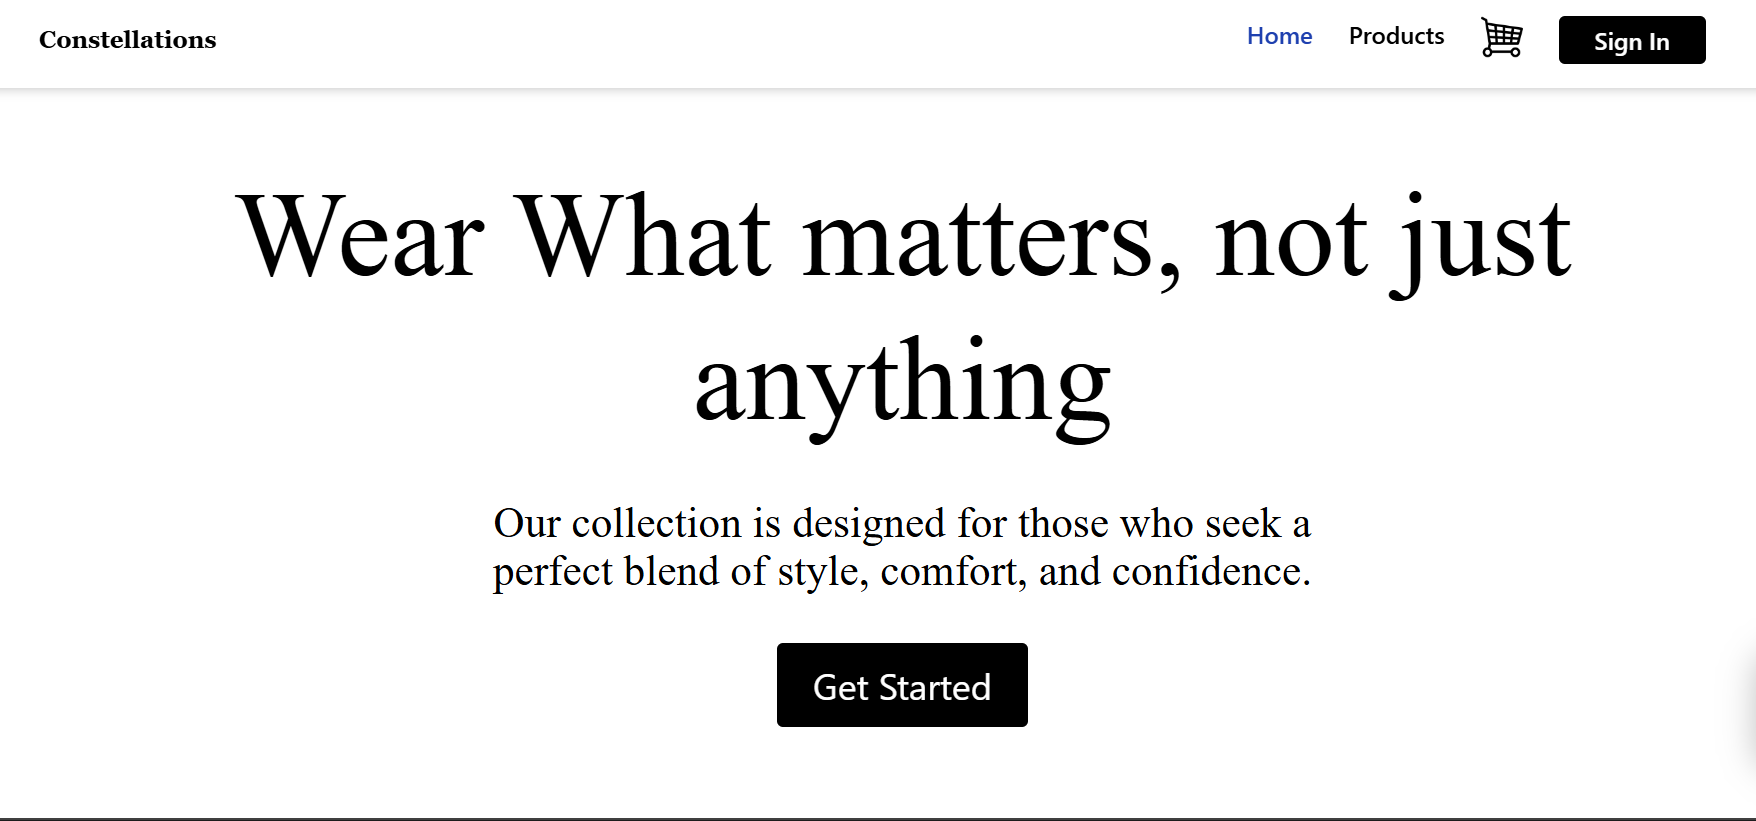 Constellations
Home
Products
Sign In
Wear What matters, not just
anything
Our collection is designed for those who seek a
perfect blend of style, comfort, and confidence.
Get Started